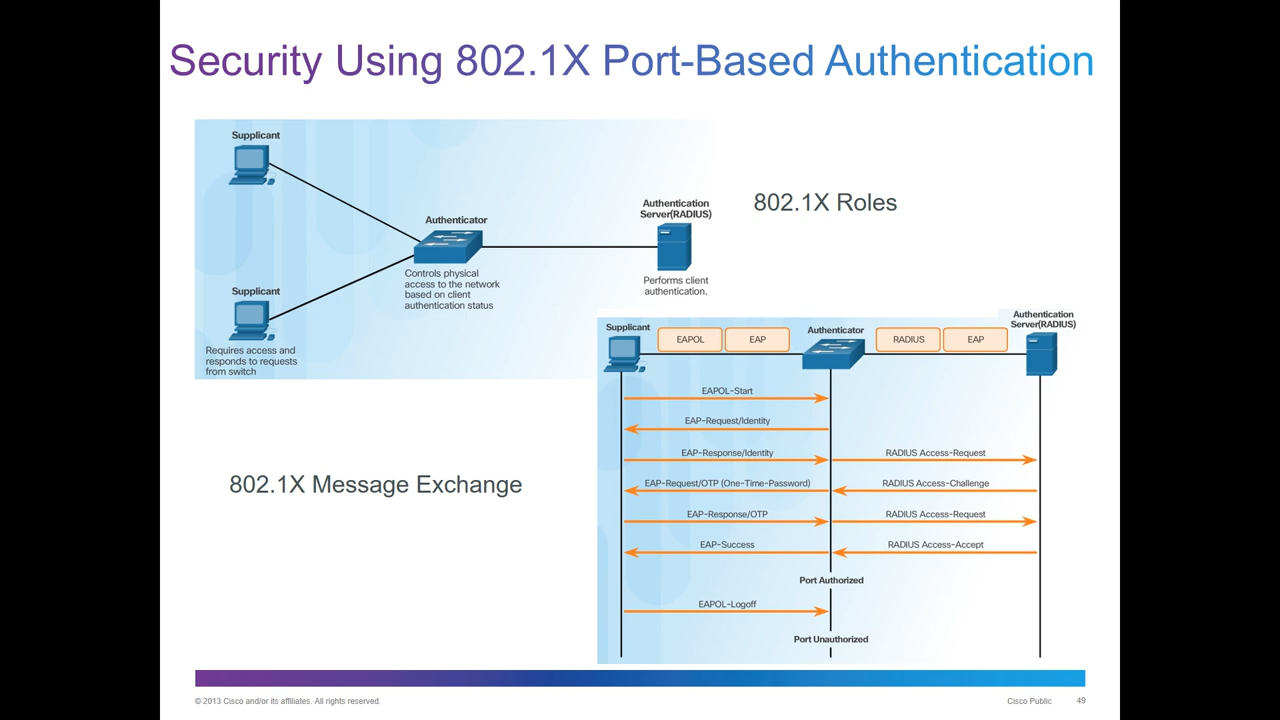 Security Using 802.1X Port-Based Authentication
Supplicant
Authenticator
Authentication
Server(RADIUS)
Controls physical
access to the network
based on client
authentication status
Performs client
authentication.
Supplicant
Requires access and
responds to requests
from switch
802.1X Roles
802.1X Message Exchange
Supplicant
EAPOL
EAP
Authenticator
RADIUS
EAP
Authentication
Server(RADIUS)
EAPOL-Start
EAP-Request/Identity
EAP-Response/Identity
RADIUS Access-Request
EAP-Request/OTP (One-Time-Password)
RADIUS Access-Challenge
EAP-Response/OTP
RADIUS Access-Request
EAP-Success
RADIUS Access-Accept
Port Authorized
EAPOL-Logoff
Port Unauthorized
© 2013 Cisco and/or its affiliates. All rights reserved.
Cisco Public
49